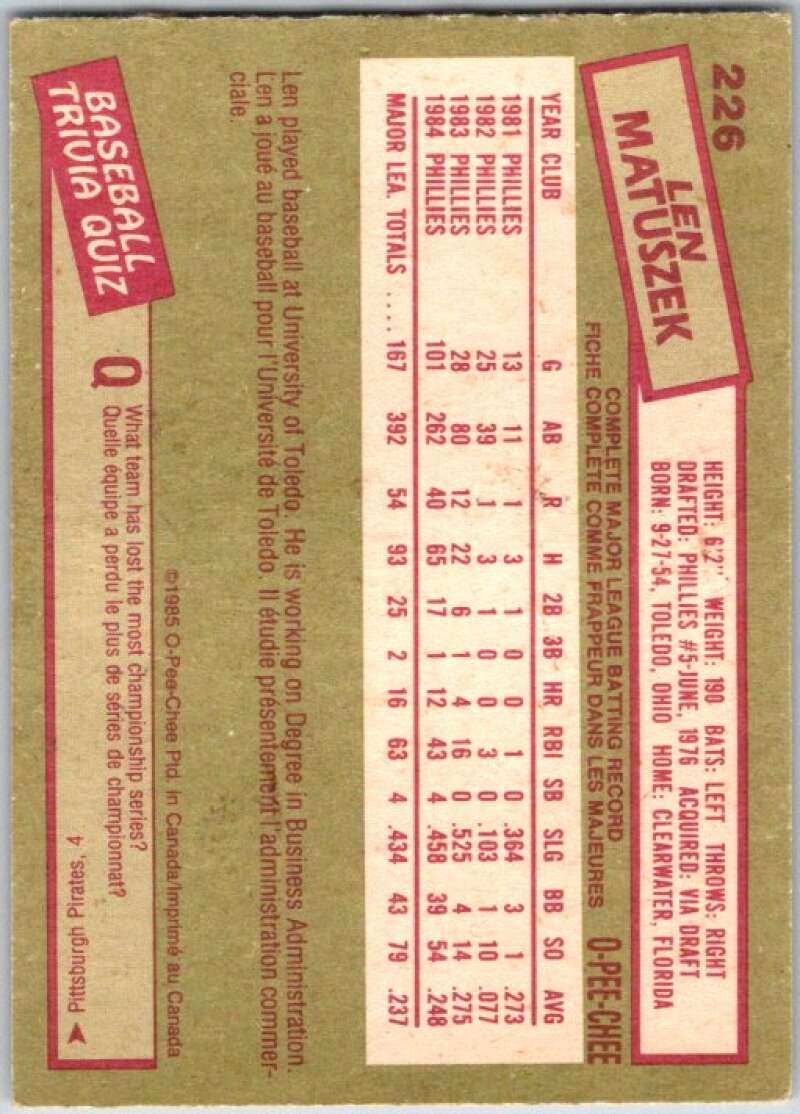 226
LEN
MATUSZEK
HEIGHT: 6'2" WEIGHT: 190 BATS: LEFT THROWS: RIGHT
DRAFTED: PHILLIES #5-JUNE, 1976 ACQUIRED: VIA DRAFT
BORN: 9-27-54, TOLEDO, OHIO HOME: CLEARWATER, FLORIDA
COMPLETE MAJOR LEAGUE BATTING RECORD
FICHE COMPLÈTE COMME FRAPPEUR DANS LES MAJEURES
O-PEE-CHEE
YEAR CLUB G AB R H 2B 3B HR RBI SB SLG BB SO AVG
1981 PHILLIES 13 11 1 3 1 0 0 1 0 .364 3 1 .273
1982 PHILLIES 25 39 1 3 1 0 0 3 0 .103 1 10 .077
1983 PHILLIES 28 80 12 22 6 1 4 16 0 .525 4 14 .275
1984 PHILLIES 101 262 40 65 17 1 12 43 4 .458 39 54 .248
MAJOR LEA. TOTALS .... 167 392 54 93 25 2 16 63 4 .434 43 79 .237
Len played baseball at University of Toledo. He is working on Degree in Business Administration.
Len a joué au baseball pour l'Université de Toledo. Il étudie présentement l'administration commer-
ciale.
©1985 O-Pee-Chee Ptd. in Canada/Imprimé au Canada
BASEBALL
TRIVIA QUIZ
Q What team has lost the most championship series?
Quelle équipe a perdu le plus de séries de championnat?
Pittsburgh Pirates, 4